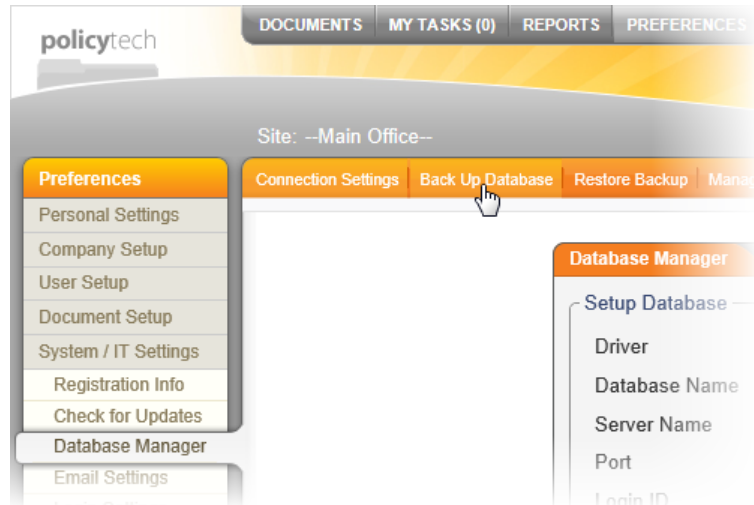 policytech
DOCUMENTS MY TASKS (0) REPORTS PREFERENCES
Site: --Main Office--
Preferences
Connection Settings Back Up Database Restore Backup
Personal Settings
Company Setup
User Setup
Document Setup
System / IT Settings
Registration Info
Check for Updates
Database Manager
Email Settings
Database Manager
Setup Database
Driver
Database Name
Server Name
Port
Login ID